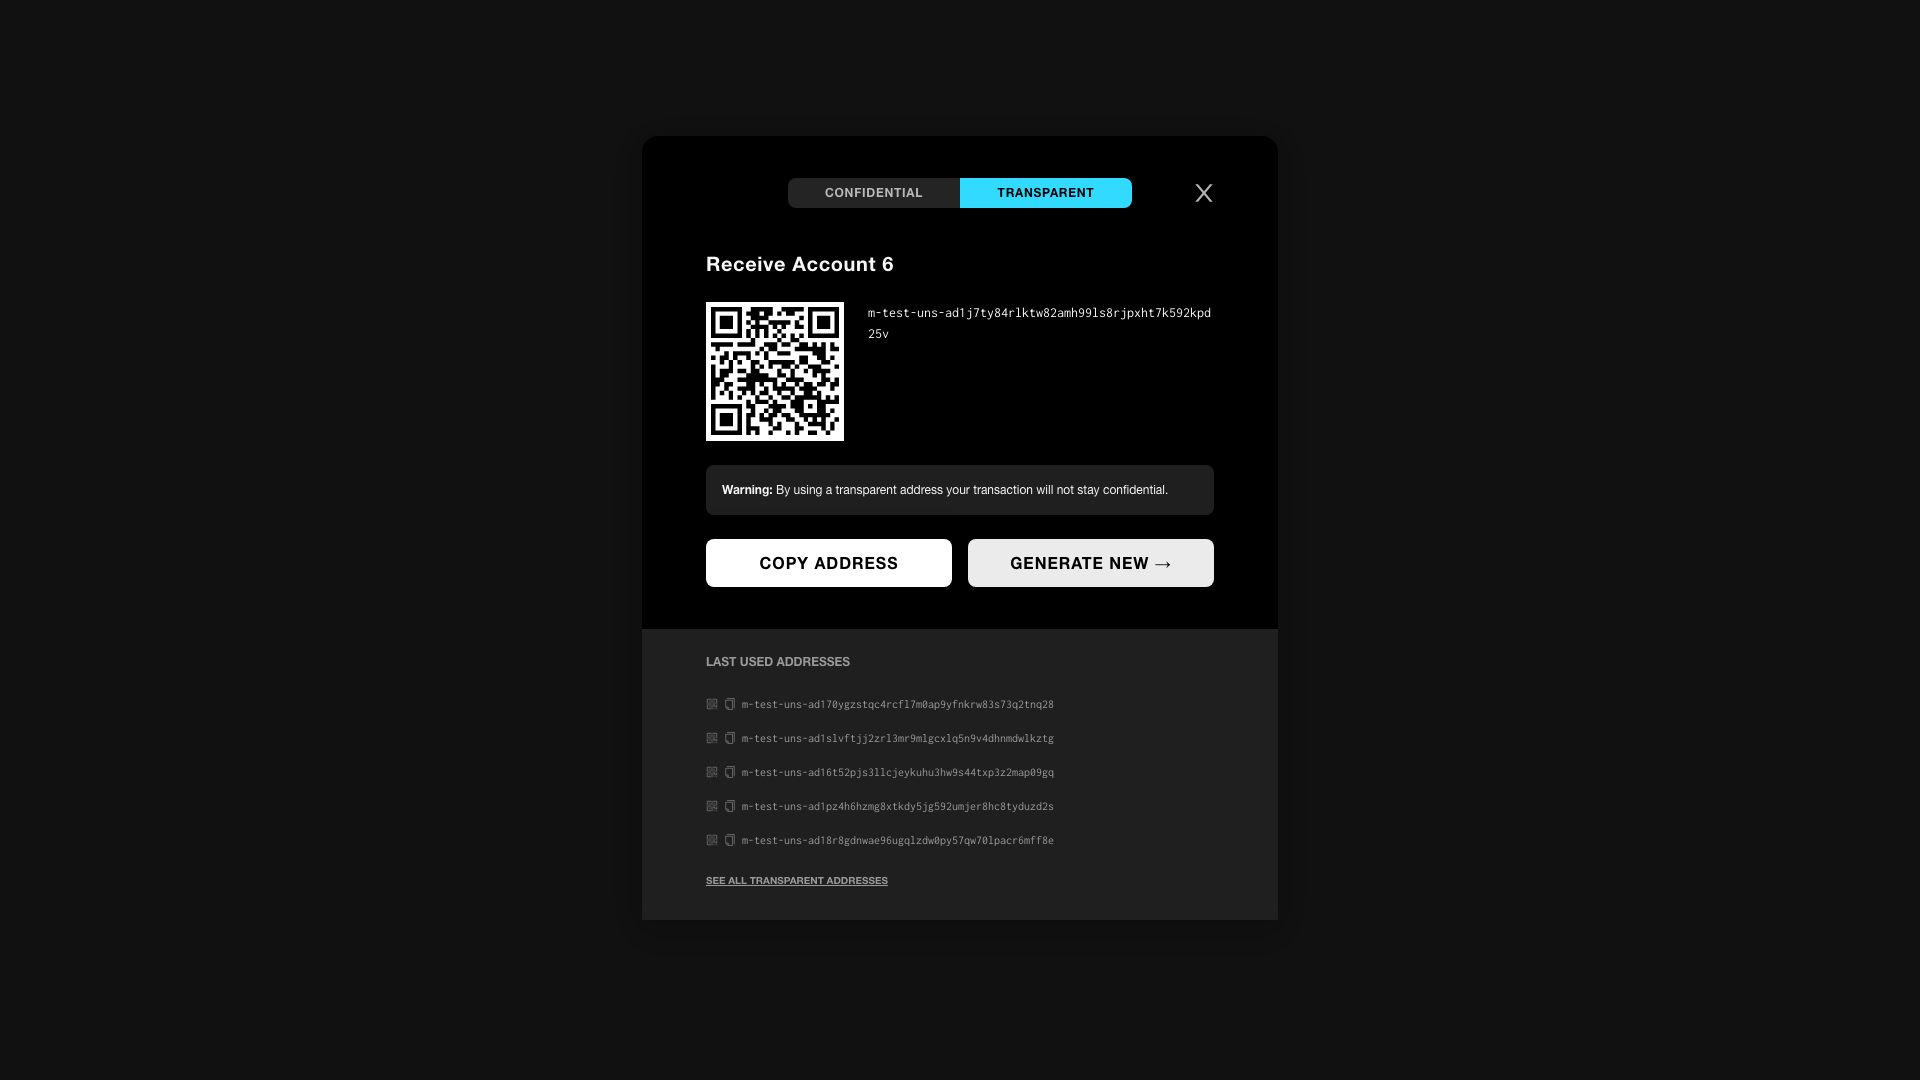 CONFIDENTIAL
TRANSPARENT
X
Receive Account 6
m-test-uns-ad1j7ty84rlktw82amh99ls8rjpxht7k592kpd
25v
Warning: By using a transparent address your transaction will not stay confidential.
COPY ADDRESS
GENERATE NEW →
LAST USED ADDRESSES
m-test-uns-ad170ygzstqc4rcfl7m0ap9yfnkrw83s73q2tnq28
m-test-uns-ad1slvftjj2zrl3mr9mlgcxlq5n9v4dhnmdwlkztg
m-test-uns-ad16t52pjs3llcjeykuhu3hw9s44txp3z2map09gq
m-test-uns-ad1pz4h6hzmg8xtkdy5jg592umjer8hc8tyduzd2s
m-test-uns-ad18r8gdnwae96ugqlzdw0py57qw70lpacr6mff8e
SEE ALL TRANSPARENT ADDRESSES